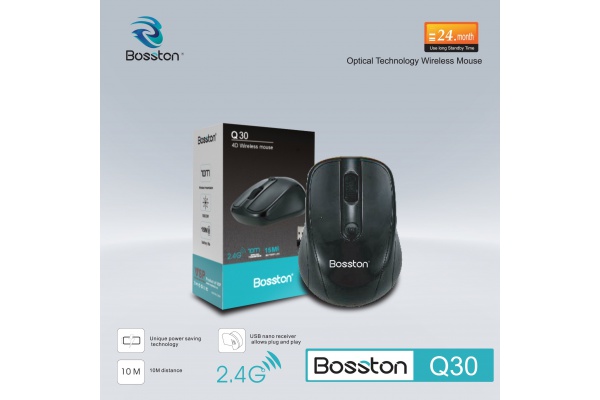 Bosston®
24.month
Use long Standby Time
Optical Technology Wireless Mouse
Q30
4D Wireless mouse
10m
2.4G 10m
Bosston®
Bosston®
Unique power saving
technology
USB nano receiver
allows plug and play
10 M
10M distance
2.4G
Bosston Q30